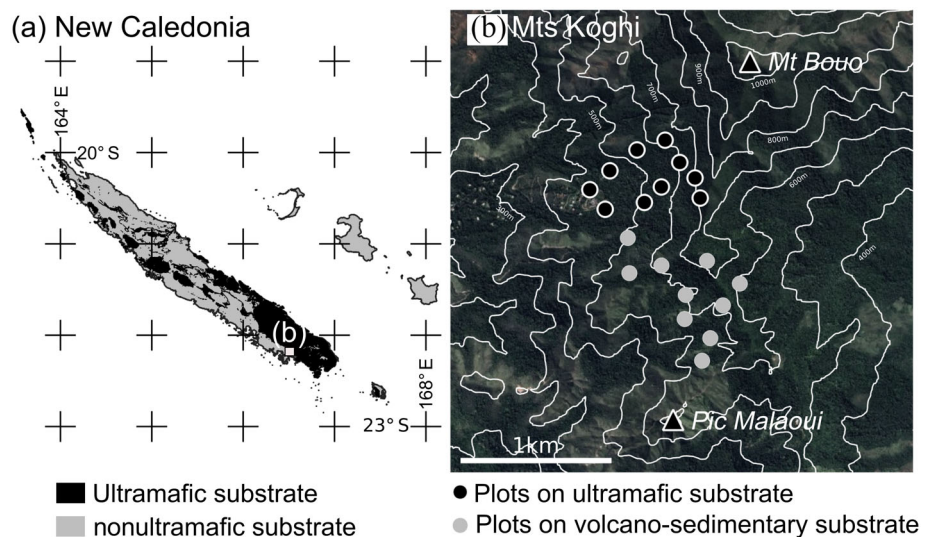 (a) New Caledonia
164° E
20° S
(b)
168° E
23° S
Ultramafic substrate
nonultramafic substrate
(b) Mts Koghi
Mt Bouo
900m
1000m
700m
500m
800m
600m
300m
400m
Pic Malaoui
1km
Plots on ultramafic substrate
Plots on volcano-sedimentary substrate